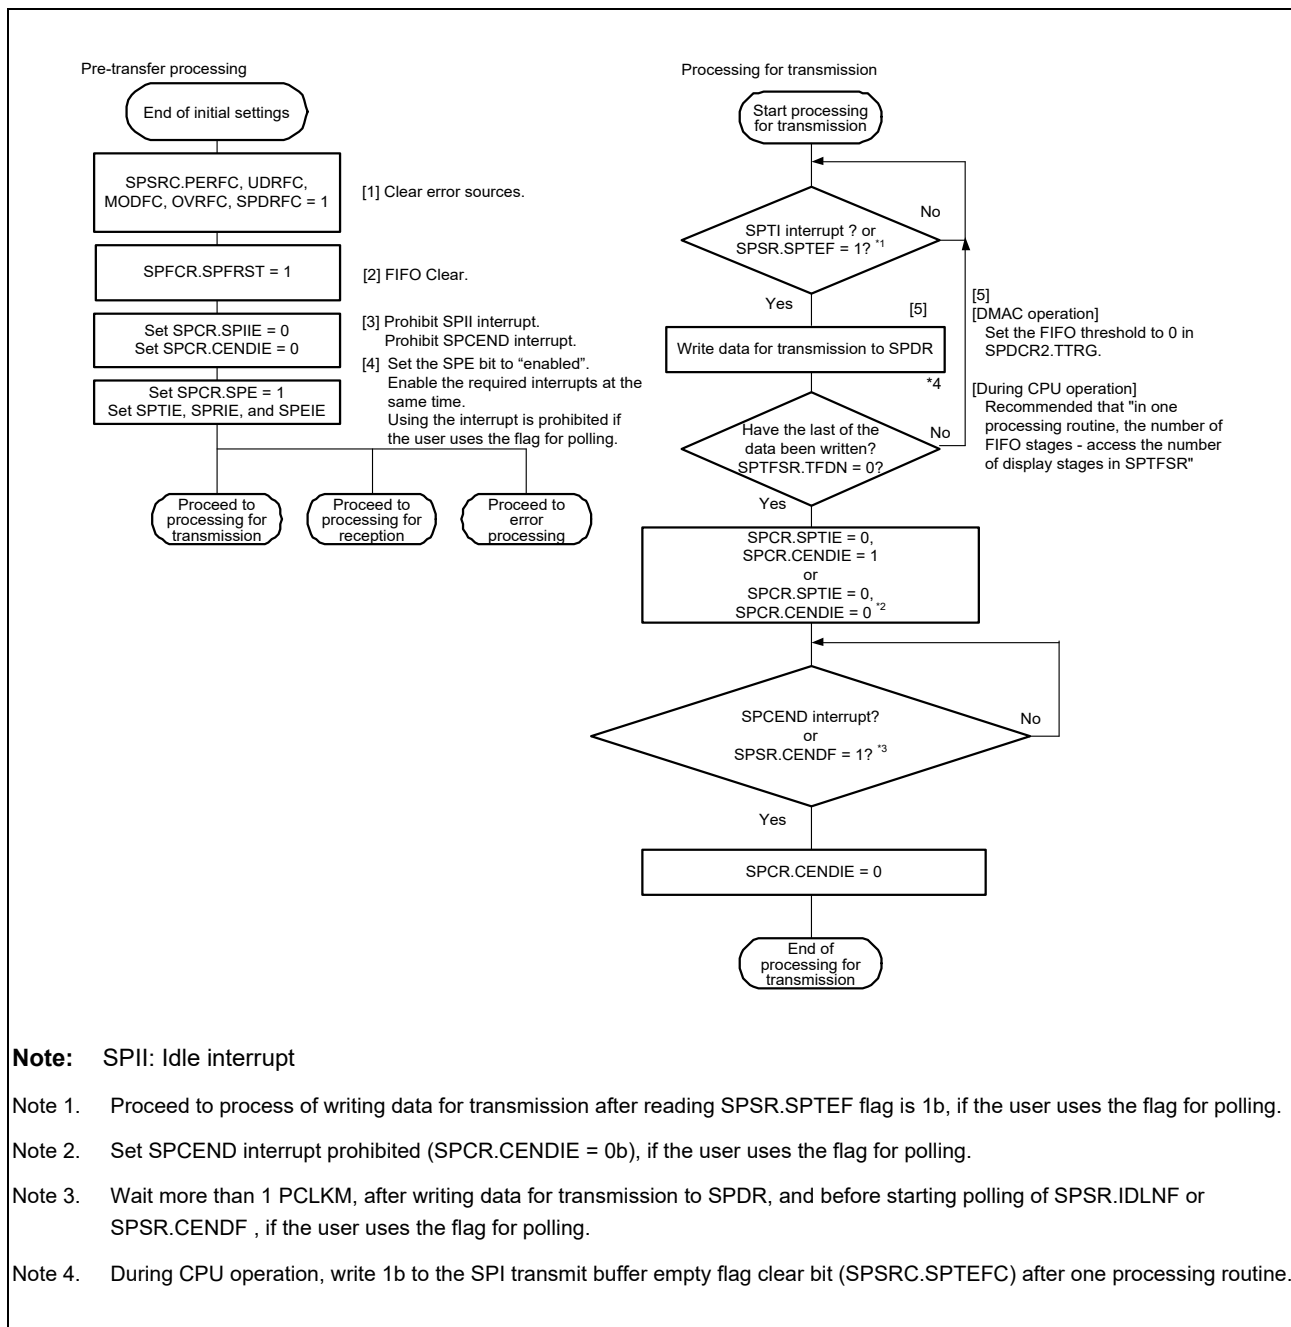 Pre-transfer processing
End of initial settings
SPSRC.PERFC, UDRFC,
MODFC, OVRFC, SPDRFC = 1
[1] Clear error sources.
SPFCR.SPFRST = 1
[2] FIFO Clear.
Set SPCR.SPIIE = 0
Set SPCR.CENDIE = 0
[3] Prohibit SPII interrupt.
Prohibit SPCEND interrupt.
Set SPCR.SPE = 1
Set SPTIE, SPRIE, and SPEIE
[4] Set the SPE bit to “enabled”.
Enable the required interrupts at the
same time.
Using the interrupt is prohibited if
the user uses the flag for polling.
Proceed to
processing for
transmission
Proceed to
processing for
reception
Proceed to
error
processing
Processing for transmission
Start processing
for transmission
SPTI interrupt ? or
SPSR.SPTEF = 1? *1
No
Yes
[5]
Write data for transmission to SPDR
*4
[5]
[DMAC operation]
Set the FIFO threshold to 0 in
SPDCR2.TTRG.
[During CPU operation]
Recommended that "in one
processing routine, the number of
FIFO stages - access the number
of display stages in SPTFSR"
Have the last of the
data been written?
SPTFSR.TFDN = 0?
No
Yes
SPCR.SPTIE = 0,
SPCR.CENDIE = 1
or
SPCR.SPTIE = 0,
SPCR.CENDIE = 0 *2
SPCEND interrupt?
or
SPSR.CENDF = 1? *3
No
Yes
SPCR.CENDIE = 0
End of
processing for
transmission
Note: SPII: Idle interrupt
Note 1. Proceed to process of writing data for transmission after reading SPSR.SPTEF flag is 1b, if the user uses the flag for polling.
Note 2. Set SPCEND interrupt prohibited (SPCR.CENDIE = 0b), if the user uses the flag for polling.
Note 3. Wait more than 1 PCLKM, after writing data for transmission to SPDR, and before starting polling of SPSR.IDLNF or
SPSR.CENDF , if the user uses the flag for polling.
Note 4. During CPU operation, write 1b to the SPI transmit buffer empty flag clear bit (SPSRC.SPTEFC) after one processing routine.